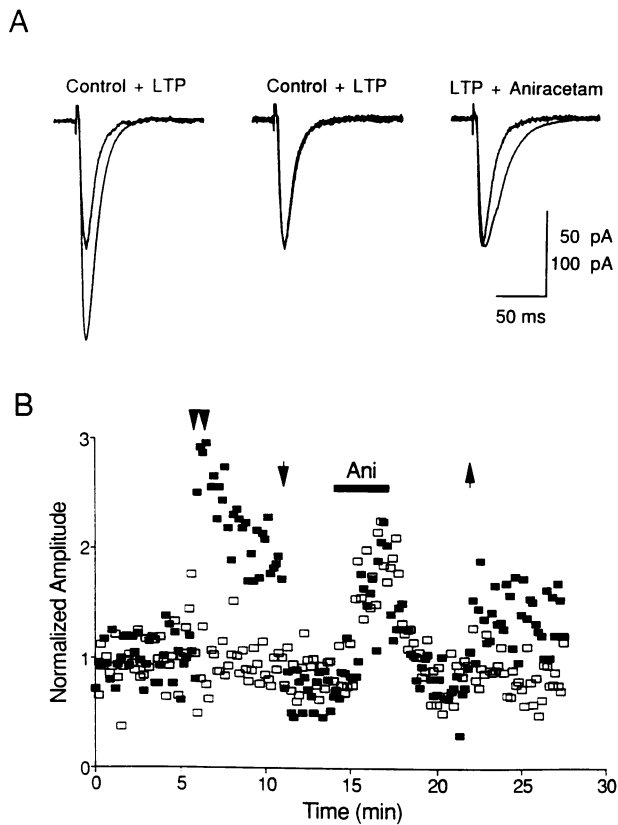 A
Control + LTP
Control + LTP
LTP + Aniracetam
50 pA
100 pA
50 ms
B
Ani
3
2
1
0
Normalized Amplitude
0
5
10
15
20
25
30
Time (min)